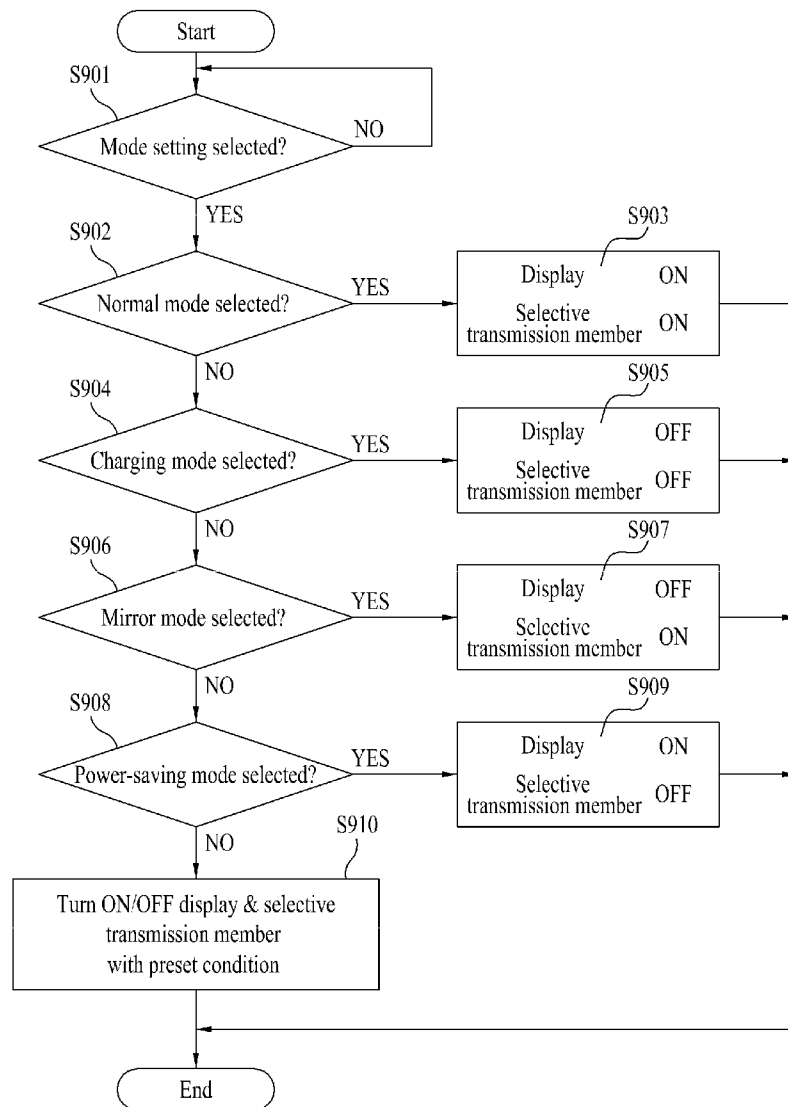 Start
S901
Mode setting selected?
NO
YES
S902
Normal mode selected?
YES
S903
Display ON
Selective
transmission member ON
NO
S904
Charging mode selected?
YES
S905
Display OFF
Selective
transmission member OFF
NO
S906
Mirror mode selected?
YES
S907
Display OFF
Selective
transmission member ON
NO
S908
Power-saving mode selected?
YES
S909
Display ON
Selective
transmission member OFF
NO
S910
Turn ON/OFF display & selective
transmission member
with preset condition
End